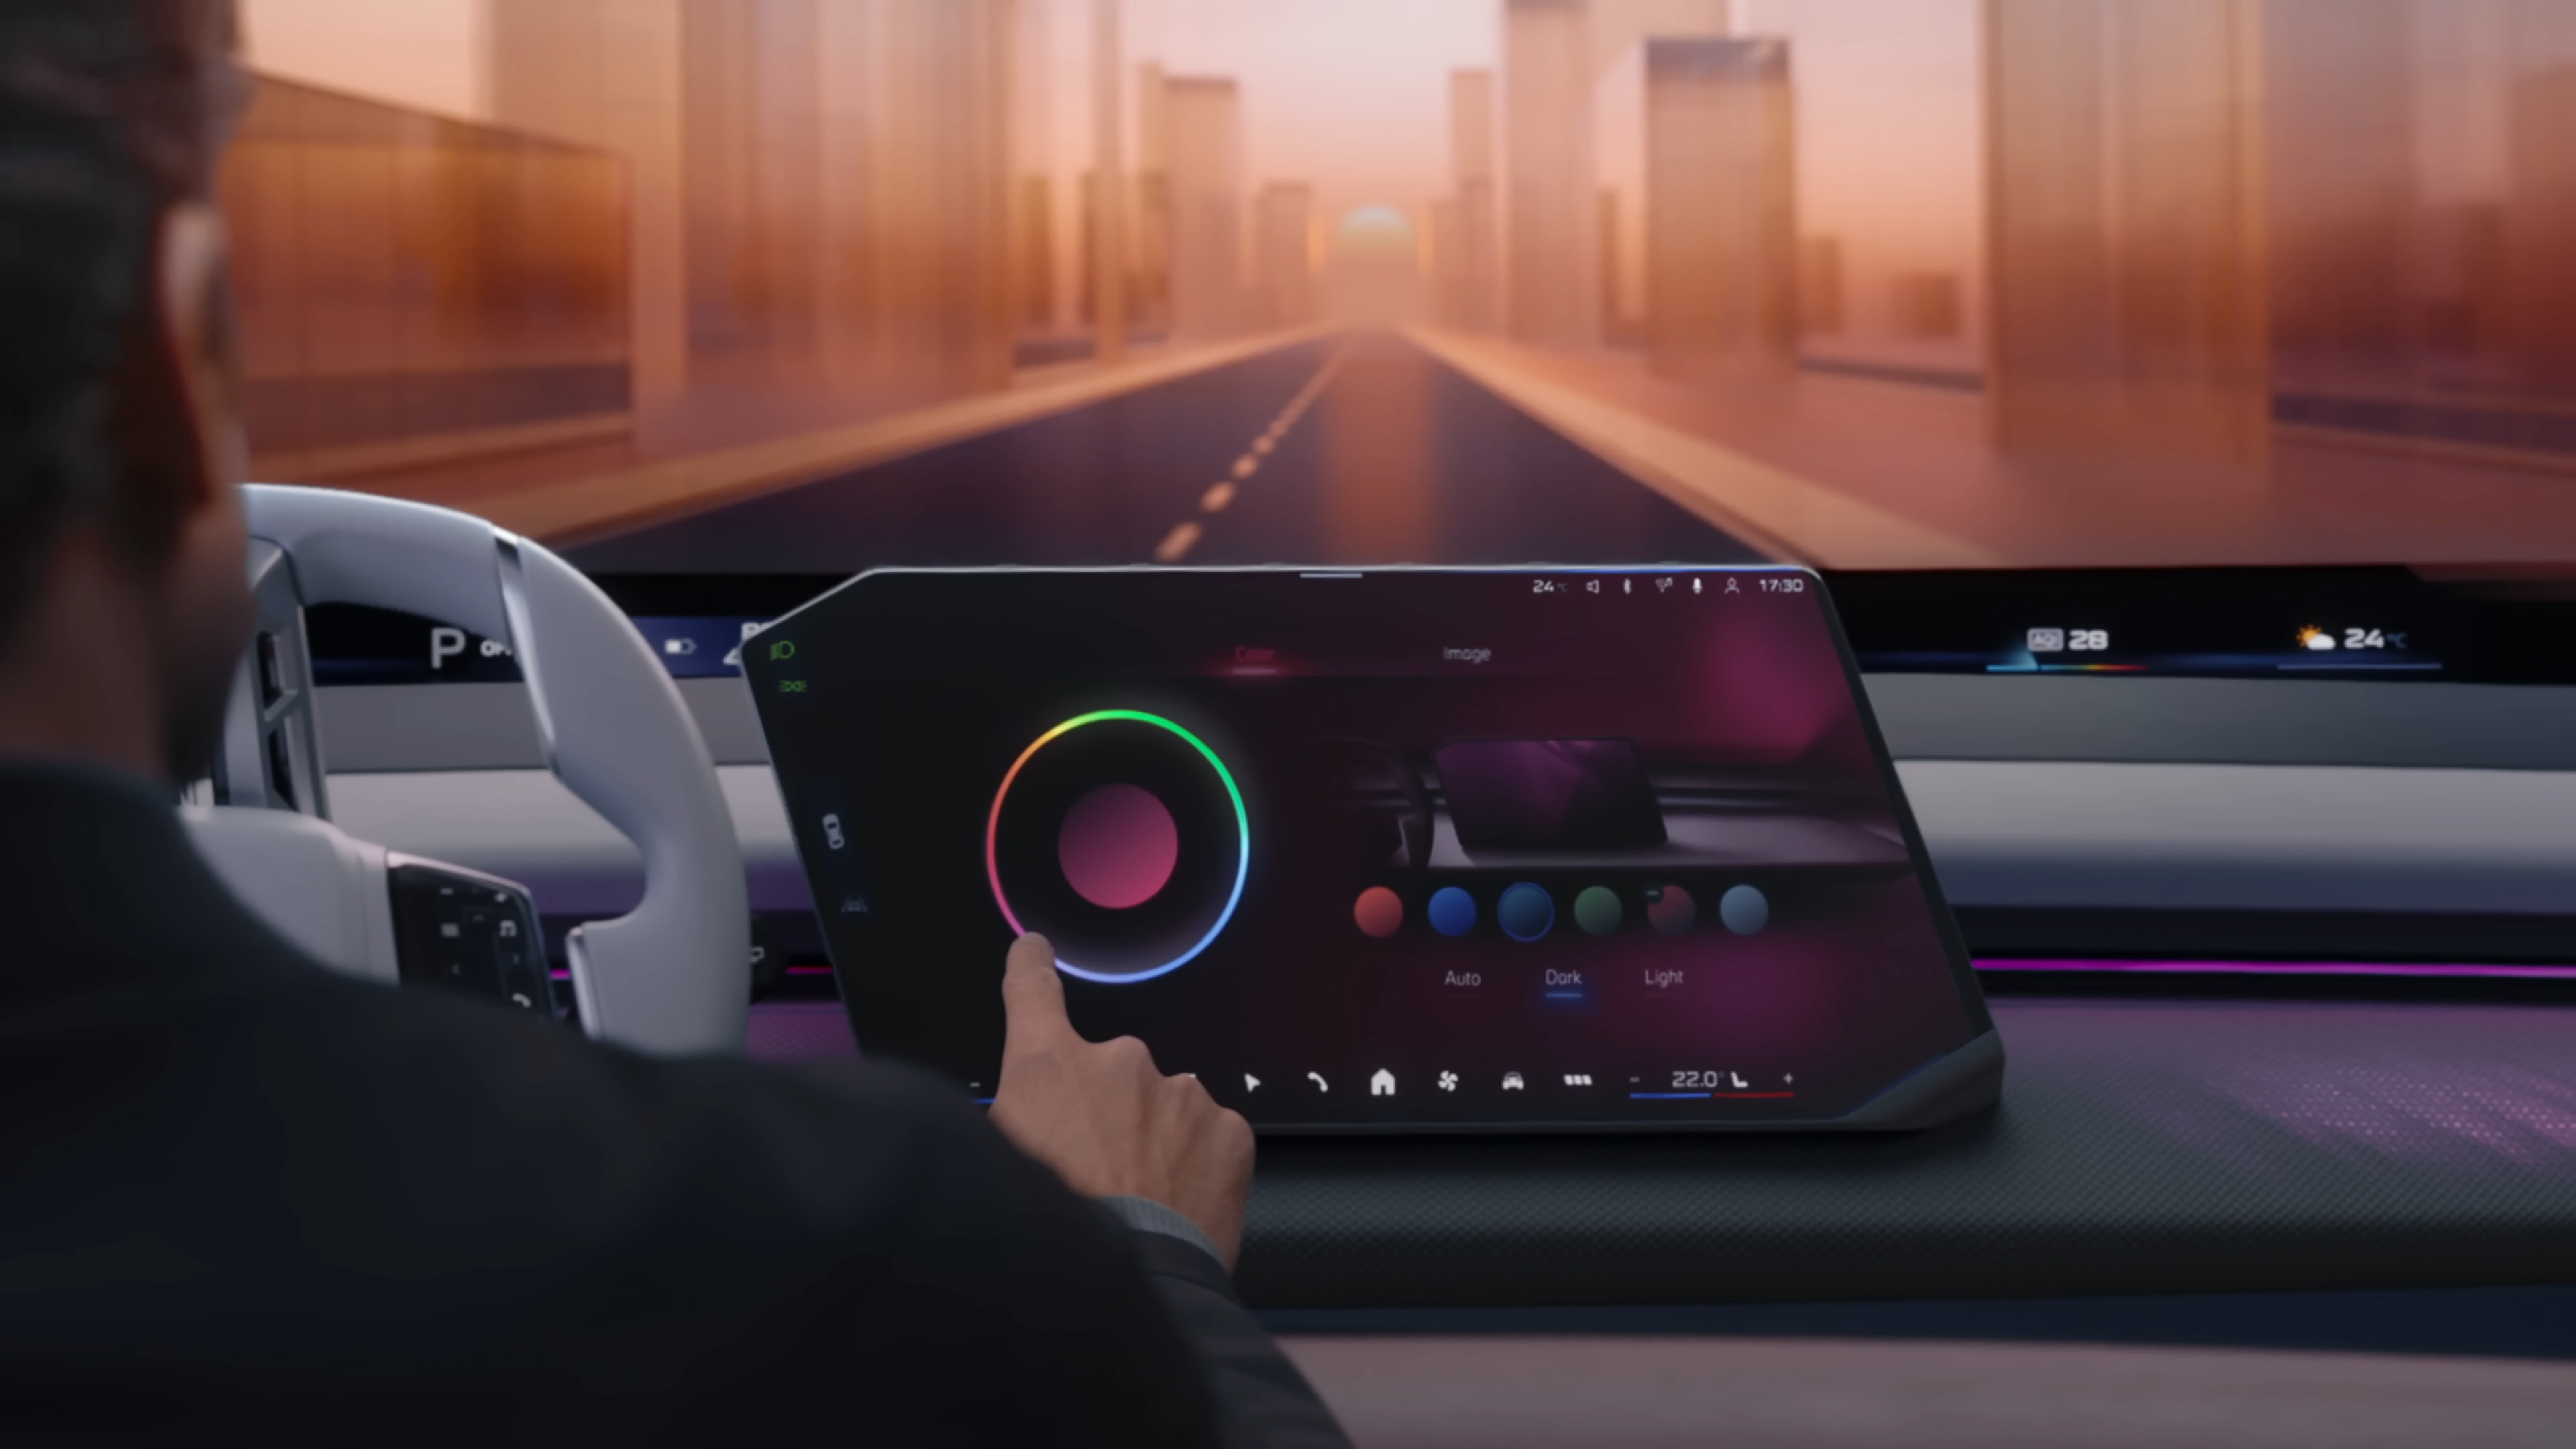 24°C 17:30
P
AQI 28
24°C
Color Image
Auto Dark Light
- 22.0° +